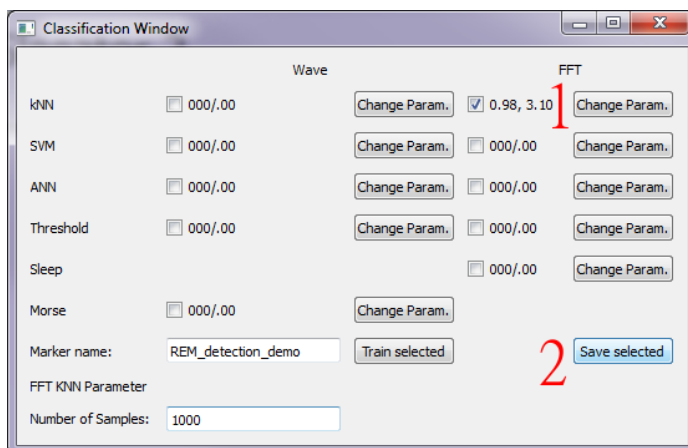 Classification Window
Wave FFT
kNN 000/.00 Change Param. 0.98, 3.10 1 Change Param.
SVM 000/.00 Change Param. 000/.00 Change Param.
ANN 000/.00 Change Param. 000/.00 Change Param.
Threshold 000/.00 Change Param. 000/.00 Change Param.
Sleep 000/.00 Change Param.
Morse 000/.00 Change Param.
Marker name: REM_detection_demo Train selected 2 Save selected
FFT KNN Parameter
Number of Samples: 1000